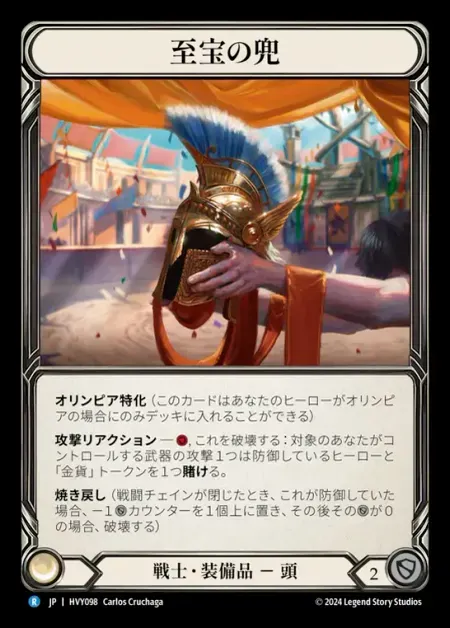 至宝の兜
オリンピア特化 (このカードはあなたのヒーローがオリンピ
アの場合にのみデッキに入れることができる)
攻撃リアクション ー , これを破壊する：対象のあなたがコ
ントロールする武器の攻撃1つは防御しているヒーローと
「金貨」トークンを1つ賭ける。
焼き戻し (戦闘チェインが閉じたとき、これが防御していた
場合、－1カウンターを1個上に置き、その後そのが0
の場合、破壊する)
戦士・装備品 － 頭
2
R JP | HVY098 Carlos Cruchaga
© 2024 Legend Story Studios